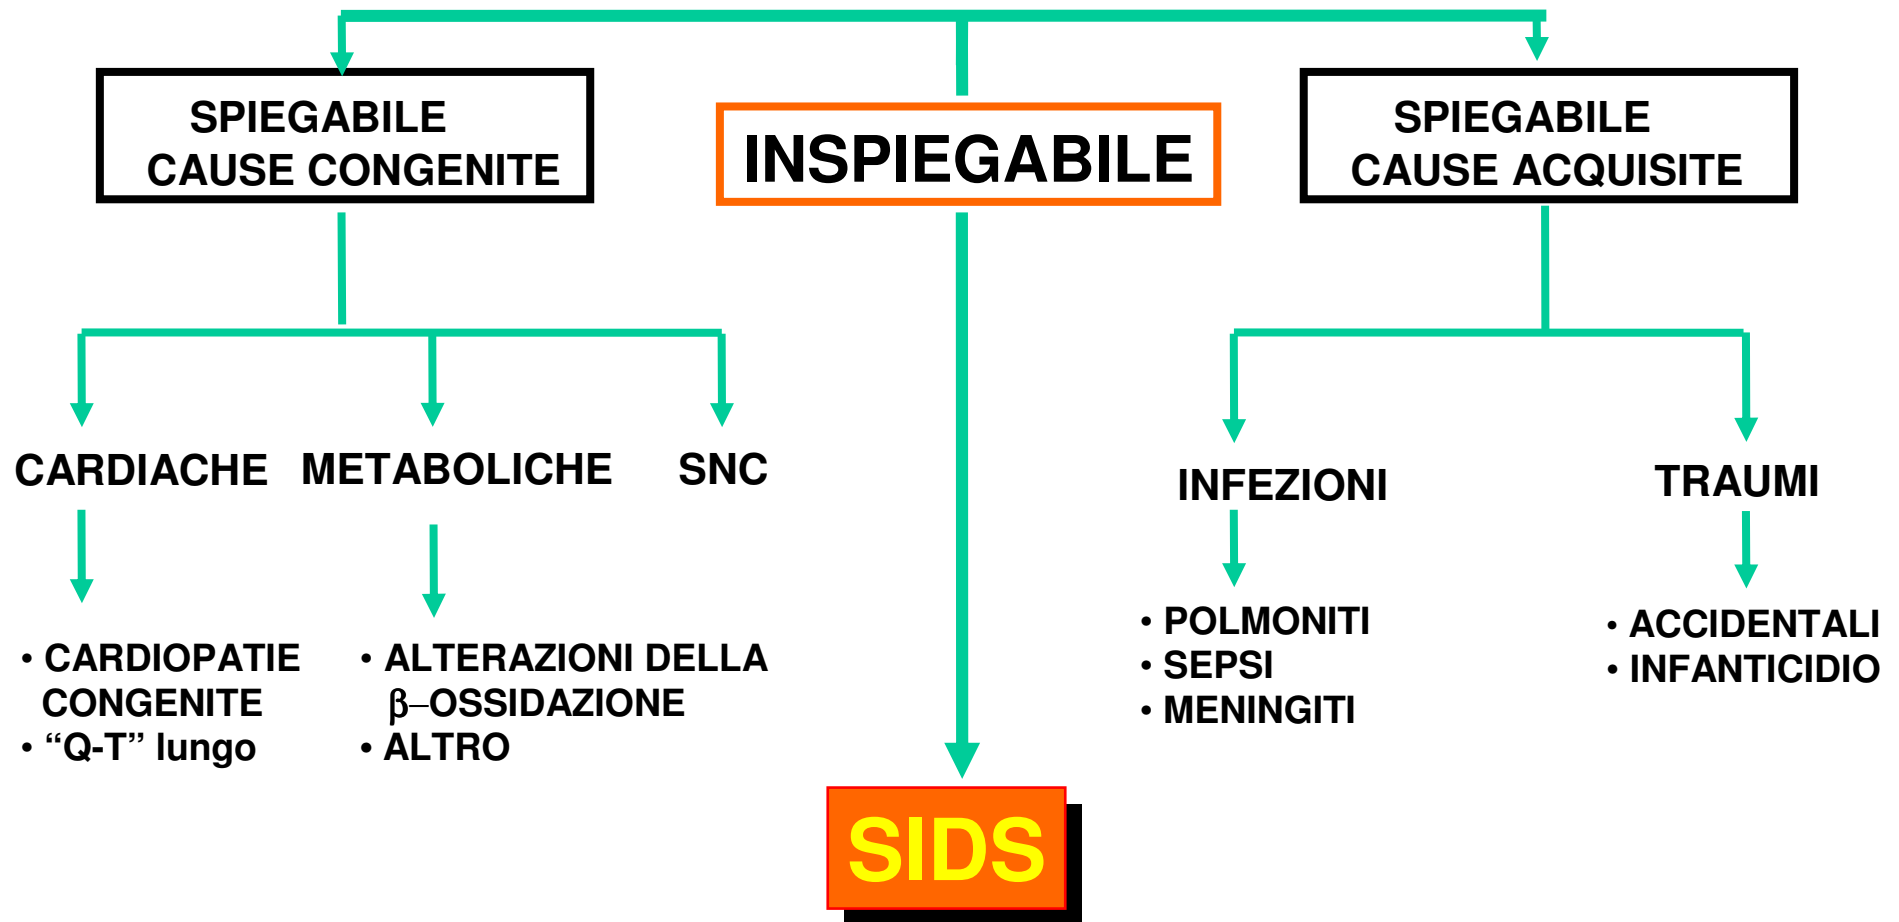 SPIEGABILE
CAUSE CONGENITE
INSPIEGABILE
SPIEGABILE
CAUSE ACQUISITE
CARDIACHE
METABOLICHE
SNC
INFEZIONI
TRAUMI
• CARDIOPATIE
CONGENITE
• “Q-T” lungo
• ALTERAZIONI DELLA
β–OSSIDAZIONE
• ALTRO
• POLMONITI
• SEPSI
• MENINGITI
• ACCIDENTALI
• INFANTICIDIO
SIDS